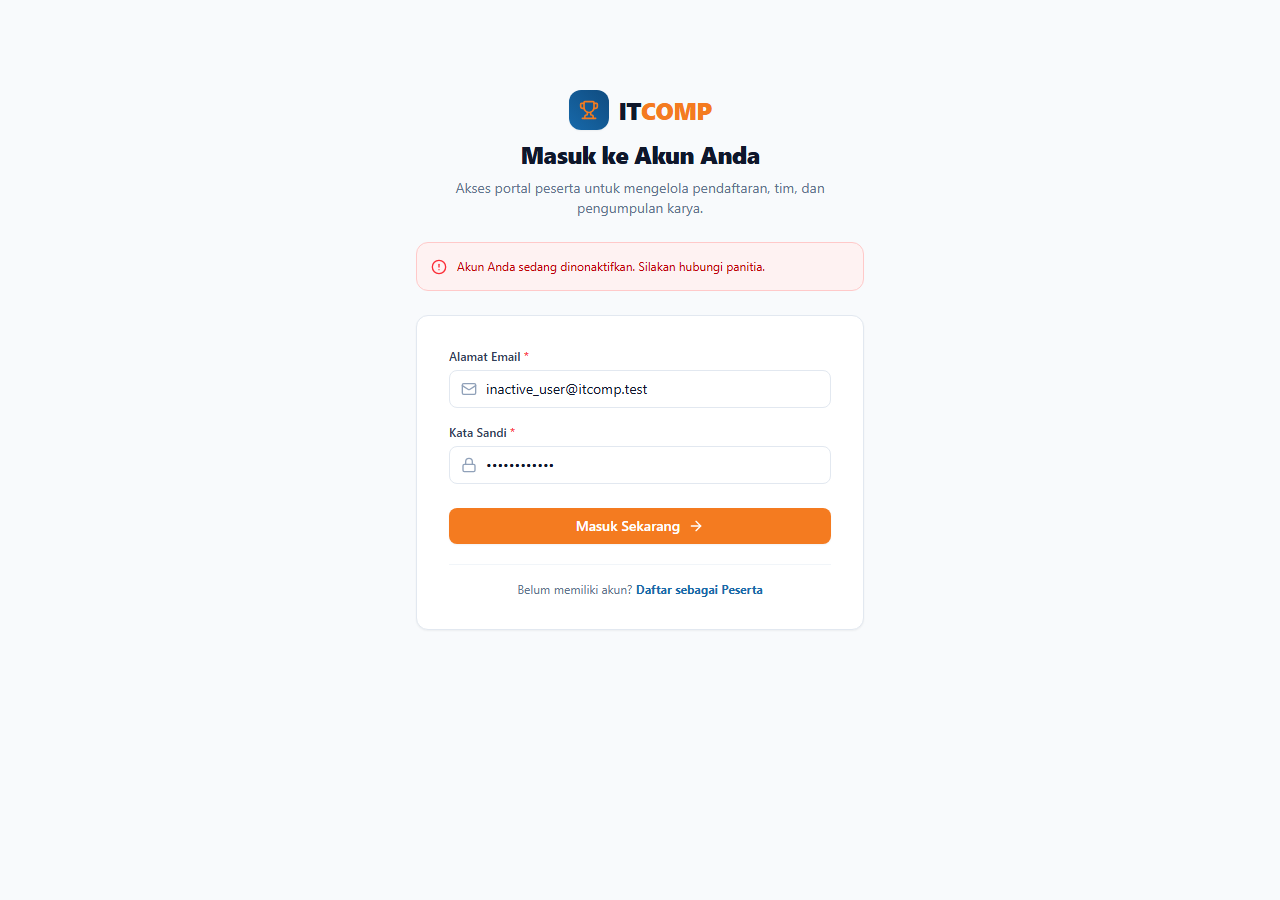 ITCOMP
Masuk ke Akun Anda
Akses portal peserta untuk mengelola pendaftaran, tim, dan
pengumpulan karya.
Akun Anda sedang dinonaktifkan. Silakan hubungi panitia.
Alamat Email *
inactive_user@itcomp.test
Kata Sandi *
••••••••••••
Masuk Sekarang →
Belum memiliki akun? Daftar sebagai Peserta